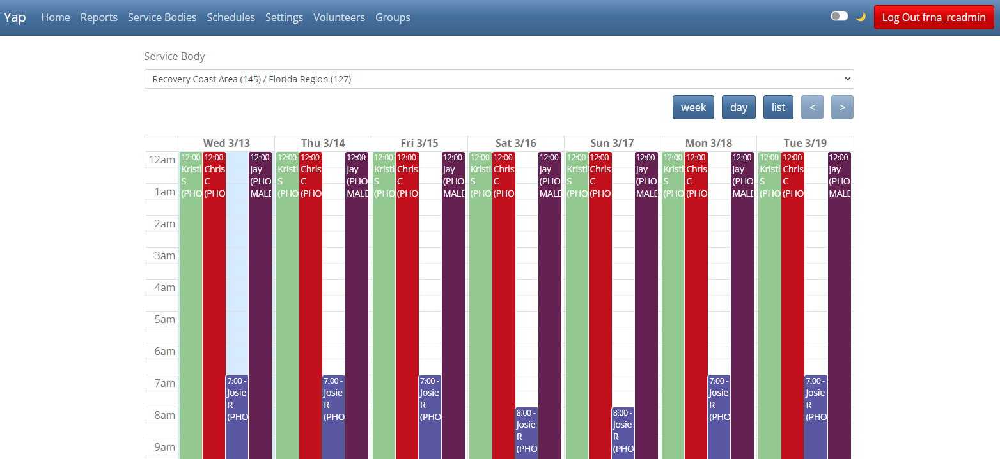 Yap Home Reports Service Bodies Schedules Settings Volunteers Groups Log Out frna_rcadmin
Service Body
Recovery Coast Area (145) / Florida Region (127)
week day list < >
Wed 3/13 Thu 3/14 Fri 3/15 Sat 3/16 Sun 3/17 Mon 3/18 Tue 3/19
12am 12:00 12:00 12:00 12:00 12:00 12:00 12:00 12:00 12:00 12:00 12:00 12:00 12:00 12:00 12:00 12:00 12:00 12:00 12:00 12:00 12:00
Kristi Chris Jay Kristi Chris Jay Kristi Chris Jay Kristi Chris Jay Kristi Chris Jay Kristi Chris Jay Kristi Chris Jay
S C (PHO S C (PHO S C (PHO S C (PHO S C (PHO S C (PHO S C (PHO
1am (PHO (PHO MALE (PHO (PHO MALE (PHO (PHO MALE (PHO (PHO MALE (PHO (PHO MALE (PHO (PHO MALE (PHO (PHO MALE
2am
3am
4am
5am
6am
7am 7:00 - 7:00 - 7:00 - 7:00 - 7:00 -
Josie Josie Josie Josie Josie
R R R R R
8am (PHO (PHO (PHO 8:00 - 8:00 - (PHO (PHO
Josie Josie
R R
9am (PHO (PHO